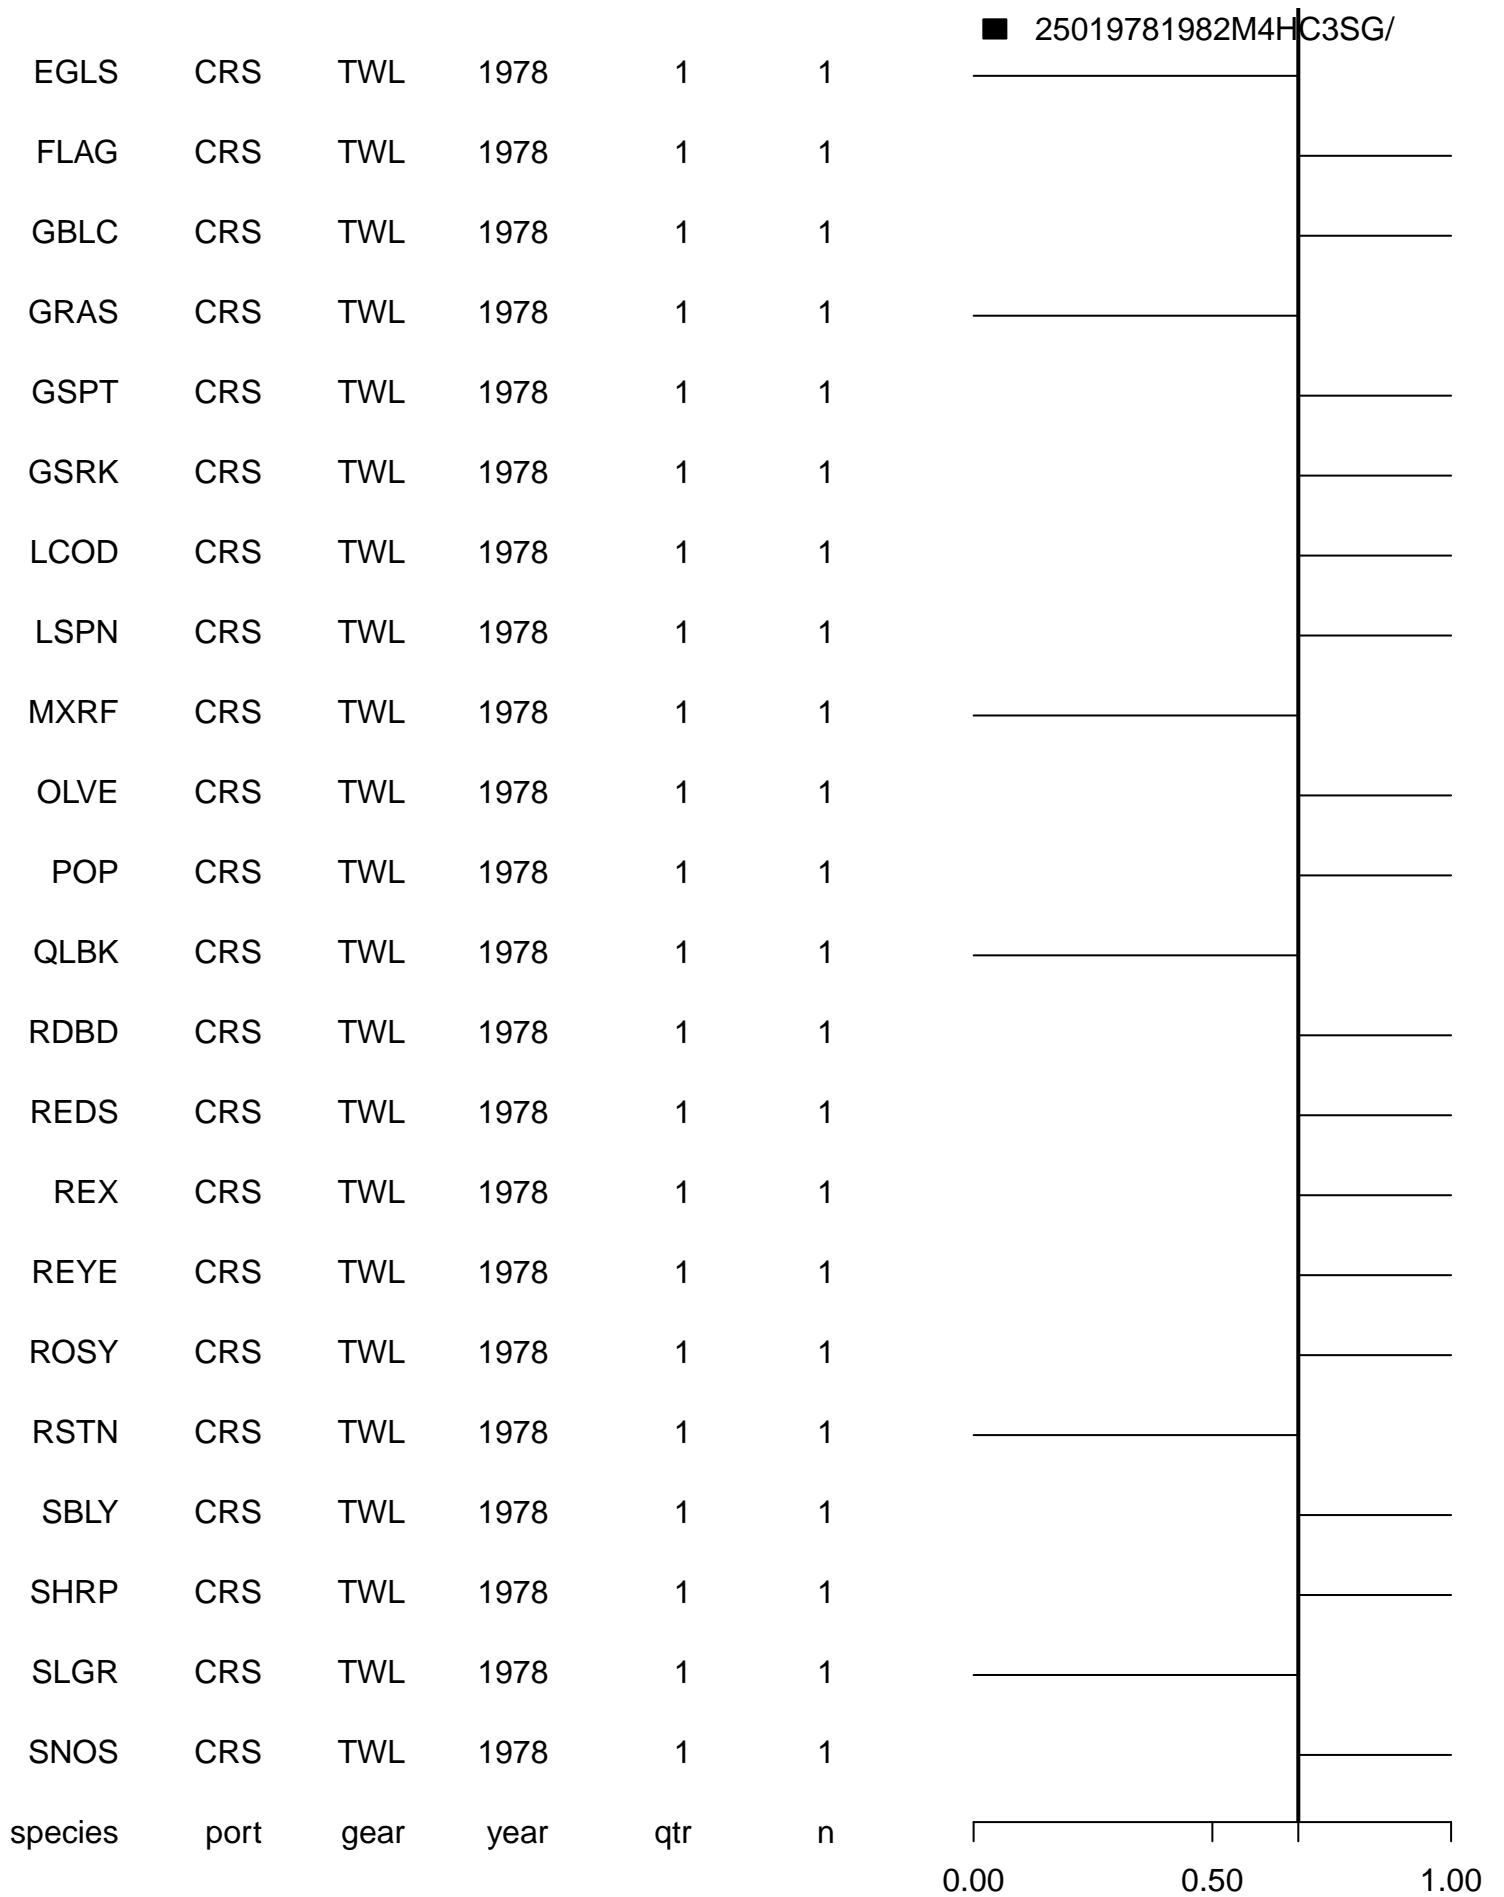 25019781982M4HC3SG/
EGLS CRS TWL 1978 1 1
FLAG CRS TWL 1978 1 1
GBLC CRS TWL 1978 1 1
GRAS CRS TWL 1978 1 1
GSPT CRS TWL 1978 1 1
GSRK CRS TWL 1978 1 1
LCOD CRS TWL 1978 1 1
LSPN CRS TWL 1978 1 1
MXRF CRS TWL 1978 1 1
OLVE CRS TWL 1978 1 1
POP CRS TWL 1978 1 1
QLBK CRS TWL 1978 1 1
RDBD CRS TWL 1978 1 1
REDS CRS TWL 1978 1 1
REX CRS TWL 1978 1 1
REYE CRS TWL 1978 1 1
ROSY CRS TWL 1978 1 1
RSTN CRS TWL 1978 1 1
SBLY CRS TWL 1978 1 1
SHRP CRS TWL 1978 1 1
SLGR CRS TWL 1978 1 1
SNOS CRS TWL 1978 1 1
species port gear year qtr n
0.00 0.50 1.00